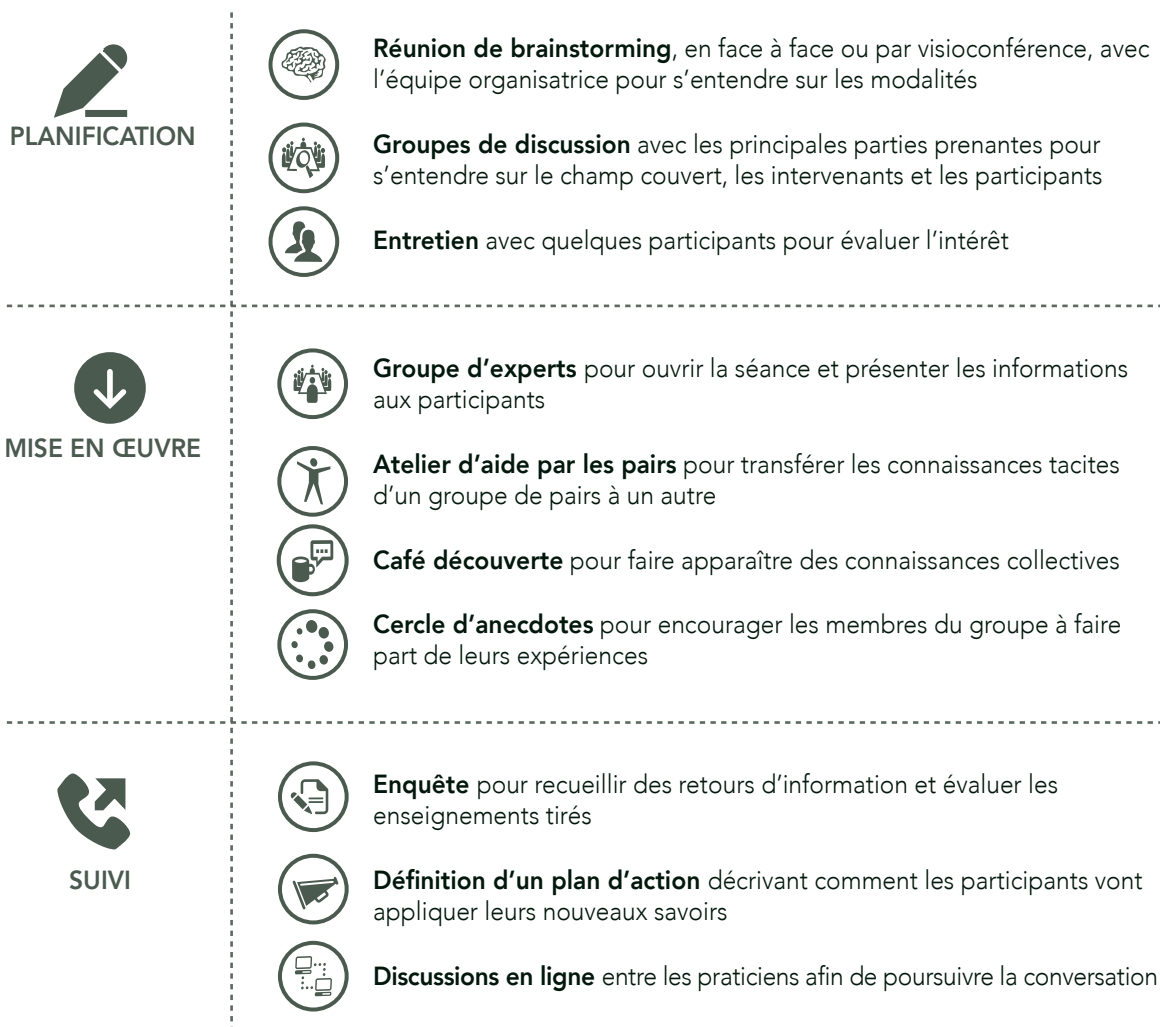 PLANIFICATION
Réunion de brainstorming, en face à face ou par visioconférence, avec
l’équipe organisatrice pour s’entendre sur les modalités
Groupes de discussion avec les principales parties prenantes pour
s’entendre sur le champ couvert, les intervenants et les participants
Entretien avec quelques participants pour évaluer l’intérêt
MISE EN ŒUVRE
Groupe d’experts pour ouvrir la séance et présenter les informations
aux participants
Atelier d’aide par les pairs pour transférer les connaissances tacites
d’un groupe de pairs à un autre
Café découverte pour faire apparaître des connaissances collectives
Cercle d’anecdotes pour encourager les membres du groupe à faire
part de leurs expériences
SUIVI
Enquête pour recueillir des retours d’information et évaluer les
enseignements tirés
Définition d’un plan d’action décrivant comment les participants vont
appliquer leurs nouveaux savoirs
Discussions en ligne entre les praticiens afin de poursuivre la conversation